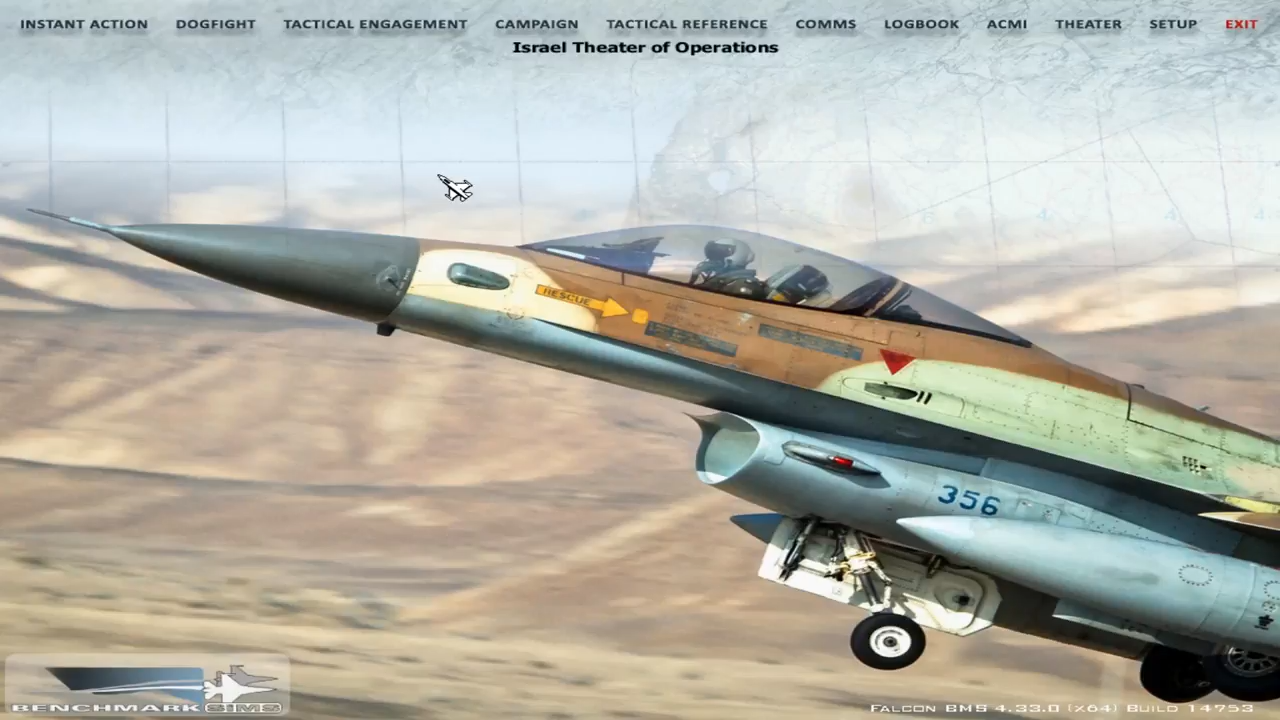 INSTANT ACTION DOGFIGHT TACTICAL ENGAGEMENT CAMPAIGN TACTICAL REFERENCE COMMS LOGBOOK ACMI THEATER SETUP EXIT
Israel Theater of Operations
RESCUE
356
BENCHMARK SIMS
FALCON BMS 4.33.0 (X64) BUILD 14753